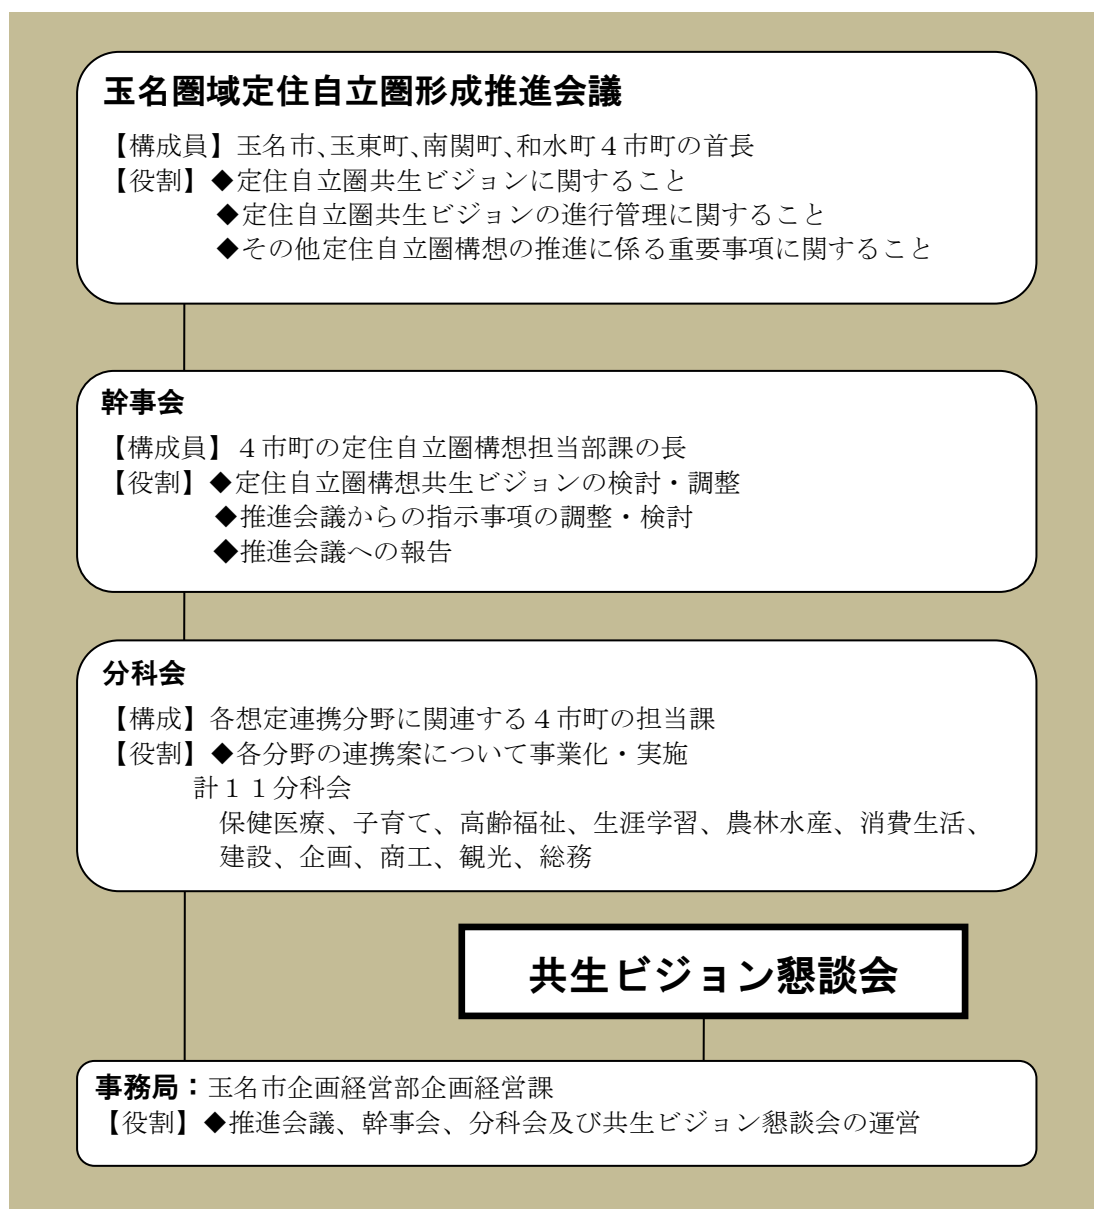 玉名圏域定住自立圏形成推進会議
【構成員】玉名市、玉東町、南関町、和水町４市町の首長
【役割】◆定住自立圏共生ビジョンに関すること
◆定住自立圏共生ビジョンの進行管理に関すること
◆その他定住自立圏構想の推進に係る重要事項に関すること
幹事会
【構成員】４市町の定住自立圏構想担当部課の長
【役割】◆定住自立圏構想共生ビジョンの検討・調整
◆推進会議からの指示事項の調整・検討
◆推進会議への報告
分科会
【構成】各想定連携分野に関連する４市町の担当課
【役割】◆各分野の連携案について事業化・実施
計１１分科会
保健医療、子育て、高齢福祉、生涯学習、農林水産、消費生活、
建設、企画、商工、観光、総務
共生ビジョン懇談会
事務局：玉名市企画経営部企画経営課
【役割】◆推進会議、幹事会、分科会及び共生ビジョン懇談会の運営